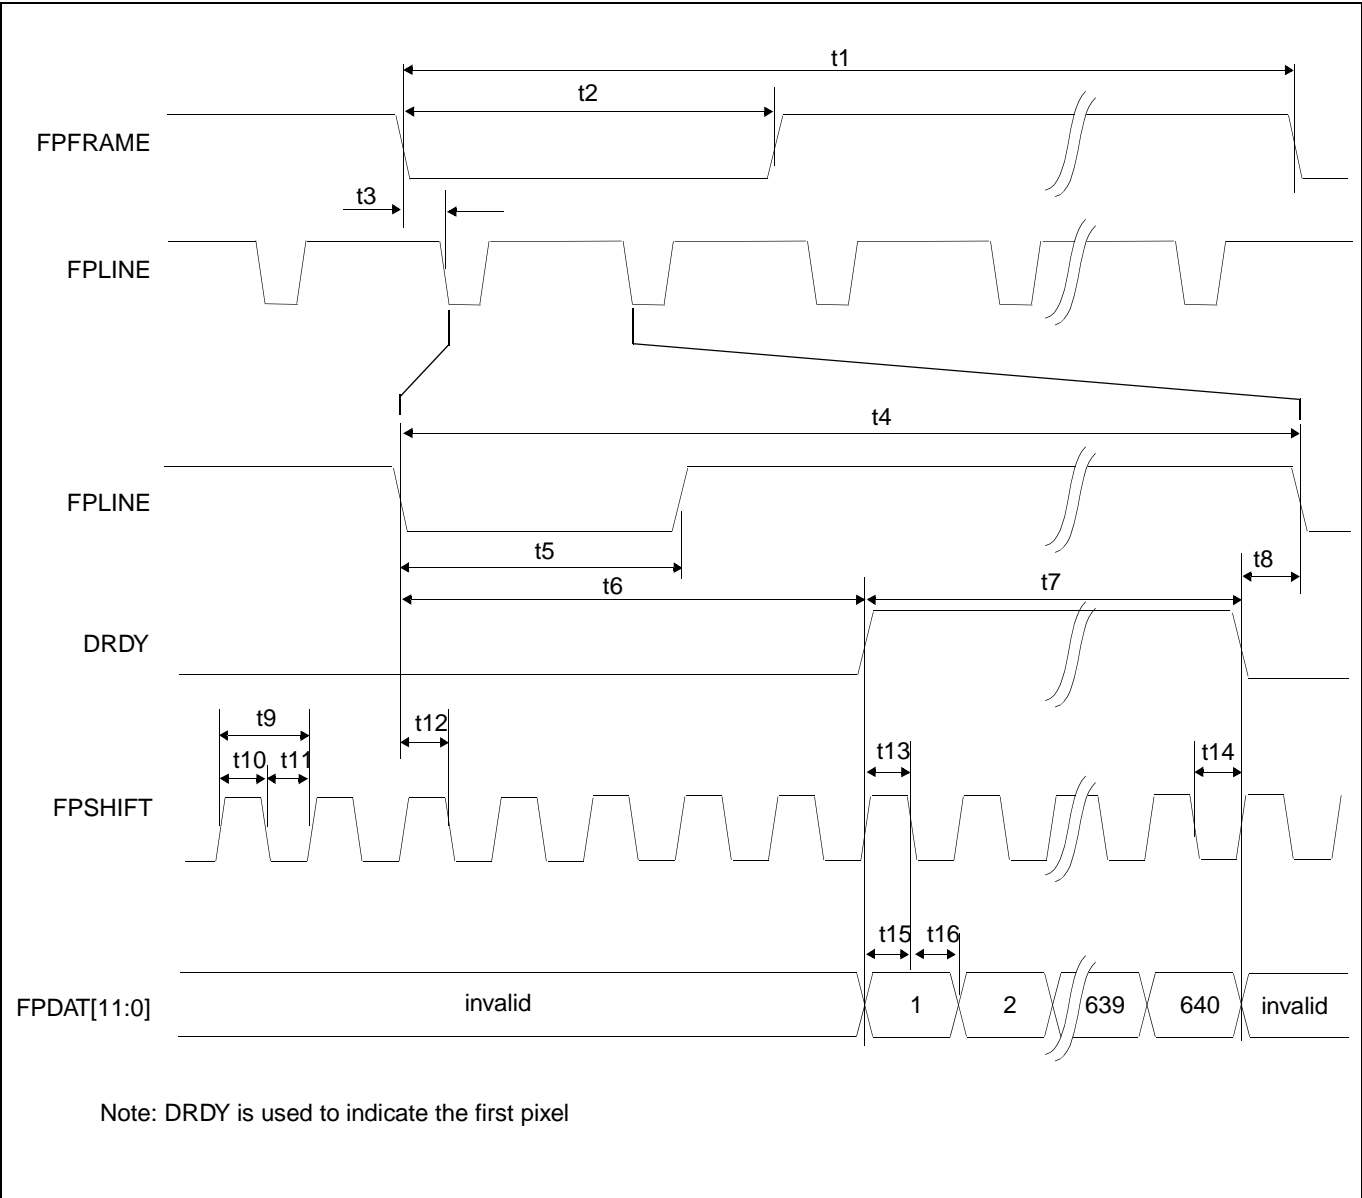 t1
t2
FPFRAME
t3
FPLINE
t4
FPLINE
t5
t8
t6
t7
DRDY
t9
t12
t10
t11
t13
t14
FPSHIFT
t15
t16
FPDAT[11:0]
invalid
1
2
639
640
invalid
Note: DRDY is used to indicate the first pixel